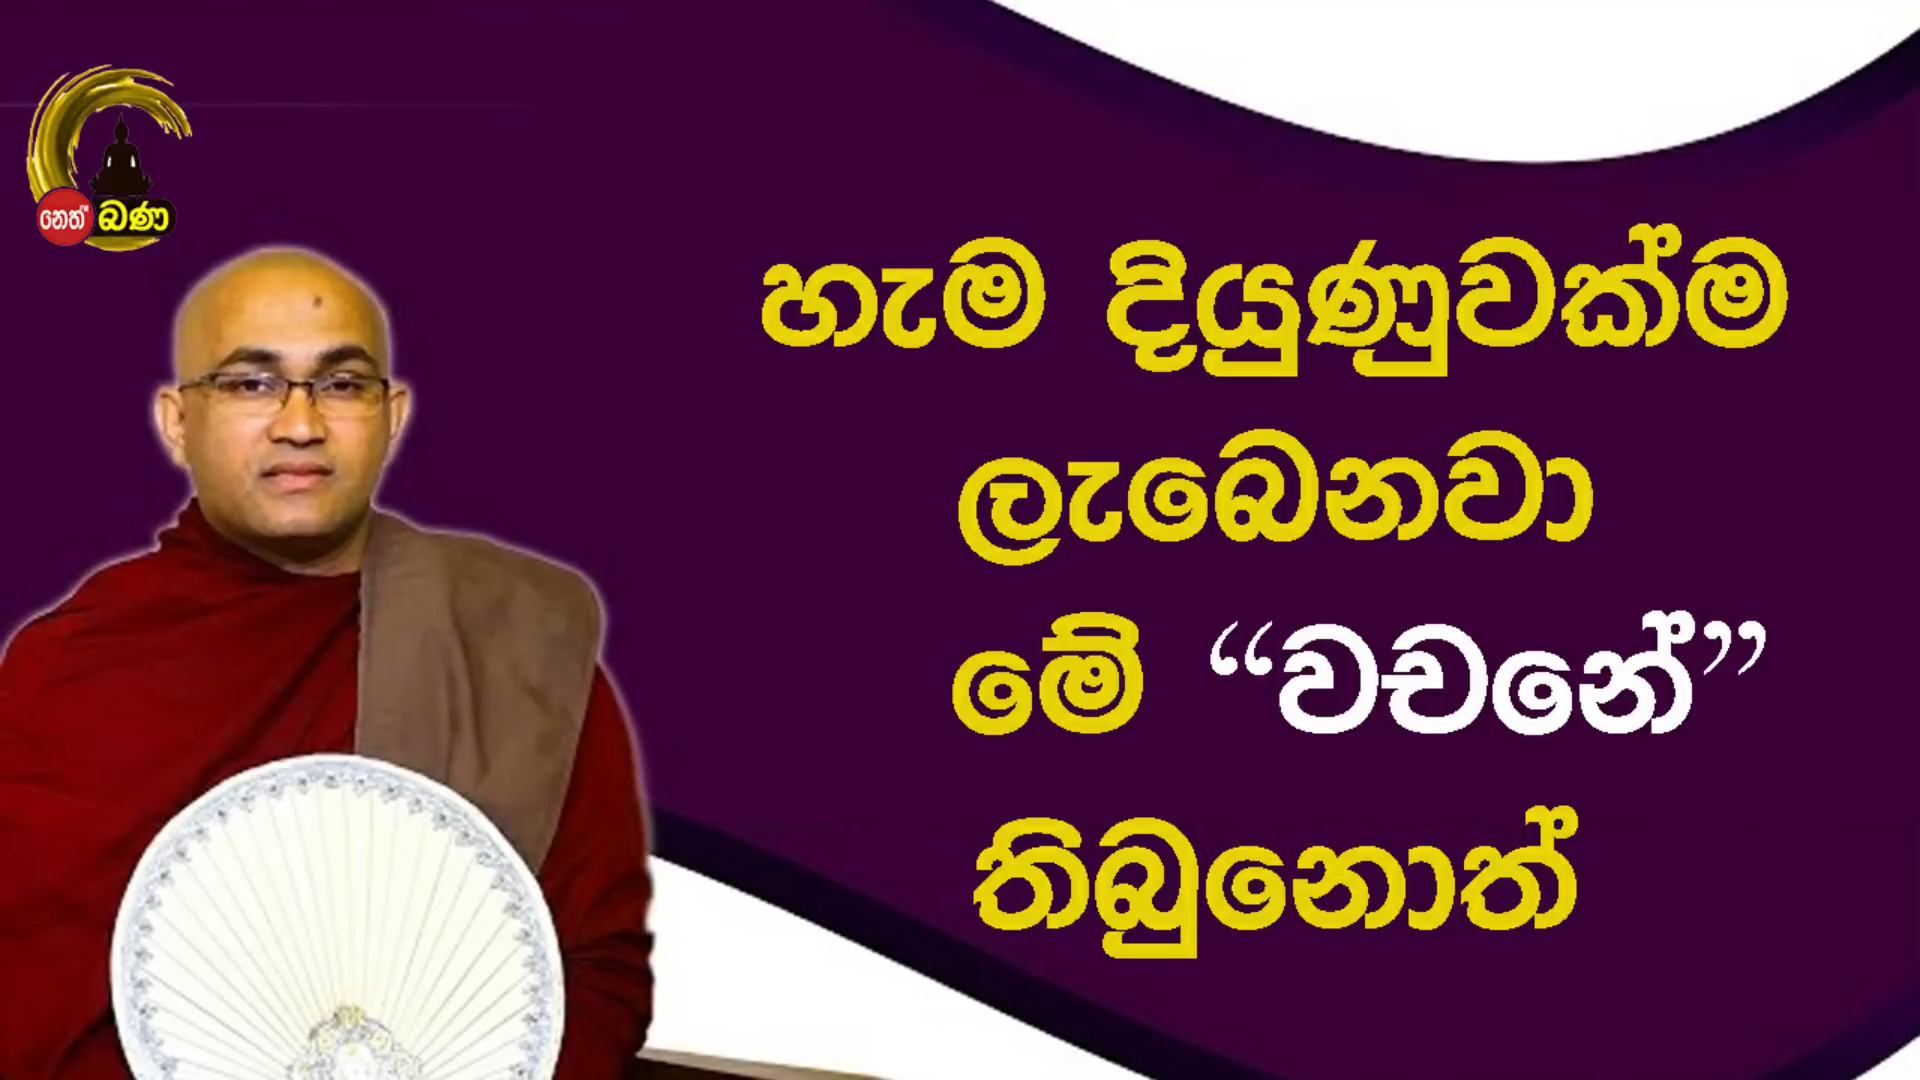 නෙත් බණ
හැම දියුණුවක්ම
ලැබෙනවා
මේ “වචනේ”
තිබුනොත්